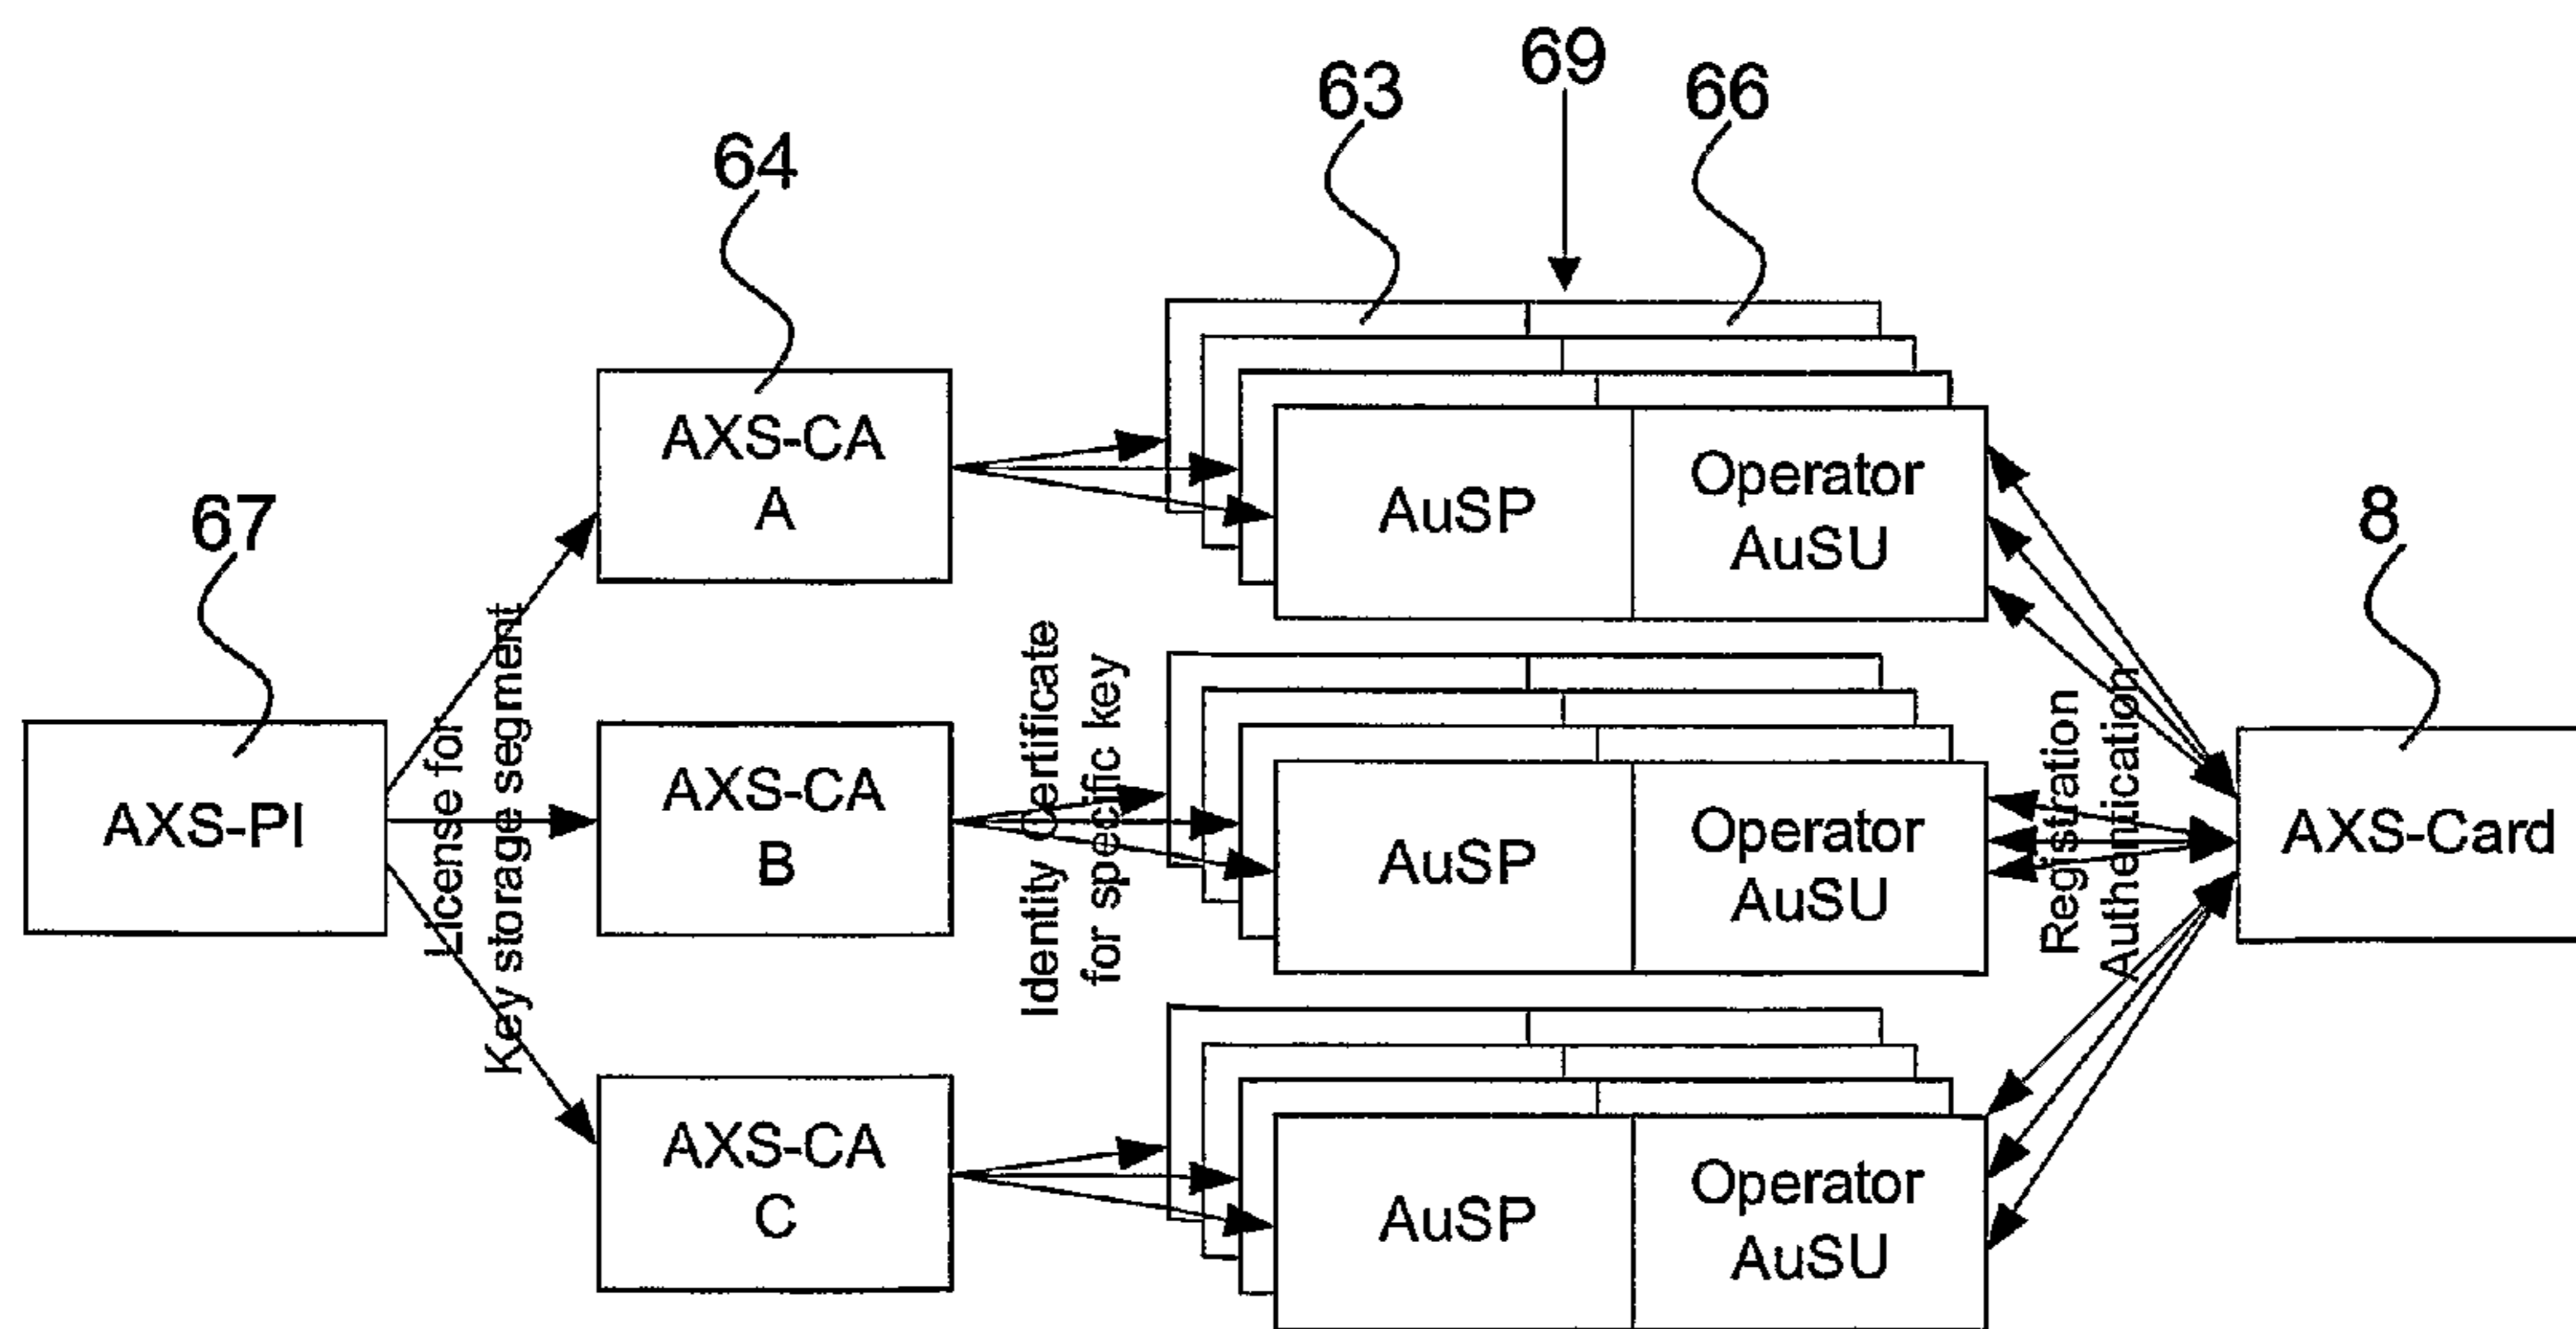 69
63
66
64
67
8
AXS-PI
License for
Key storage segment
AXS-CA
A
AXS-CA
B
AXS-CA
C
Identity Certificate
for specific key
AuSP
Operator
AuSU
AuSP
Operator
AuSU
AuSP
Operator
AuSU
Registration
Authentication
AXS-Card